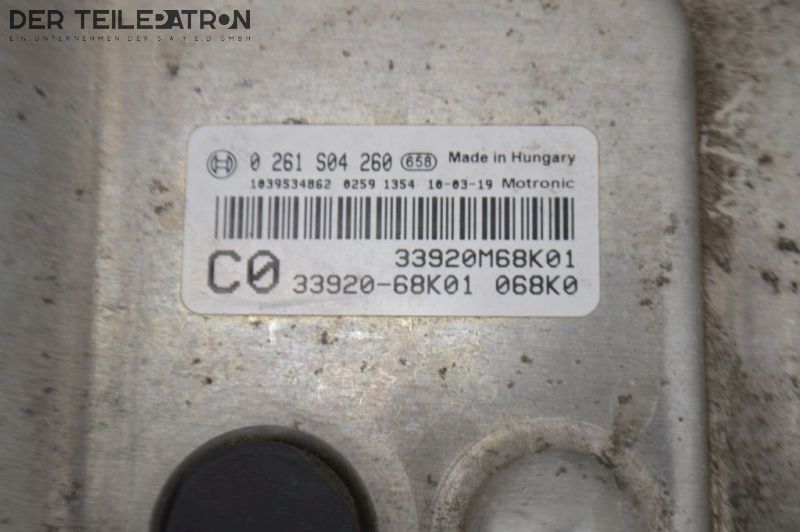 DER TEILEPATRON
EIN UNTERNEHMEN DER S A Y E D GMBH
0 261 S04 260 658 Made in Hungary
1039S34862 0259 1354 10-03-19 Motronic
33920M68K01
C0 33920-68K01 068K0